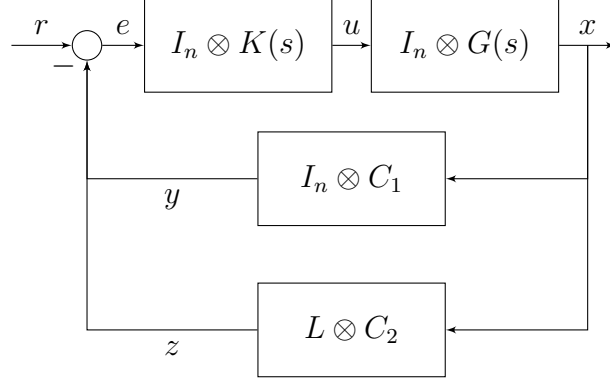 r
−
e
I_n ⊗ K(s)
u
I_n ⊗ G(s)
x
I_n ⊗ C_1
y
L ⊗ C_2
z